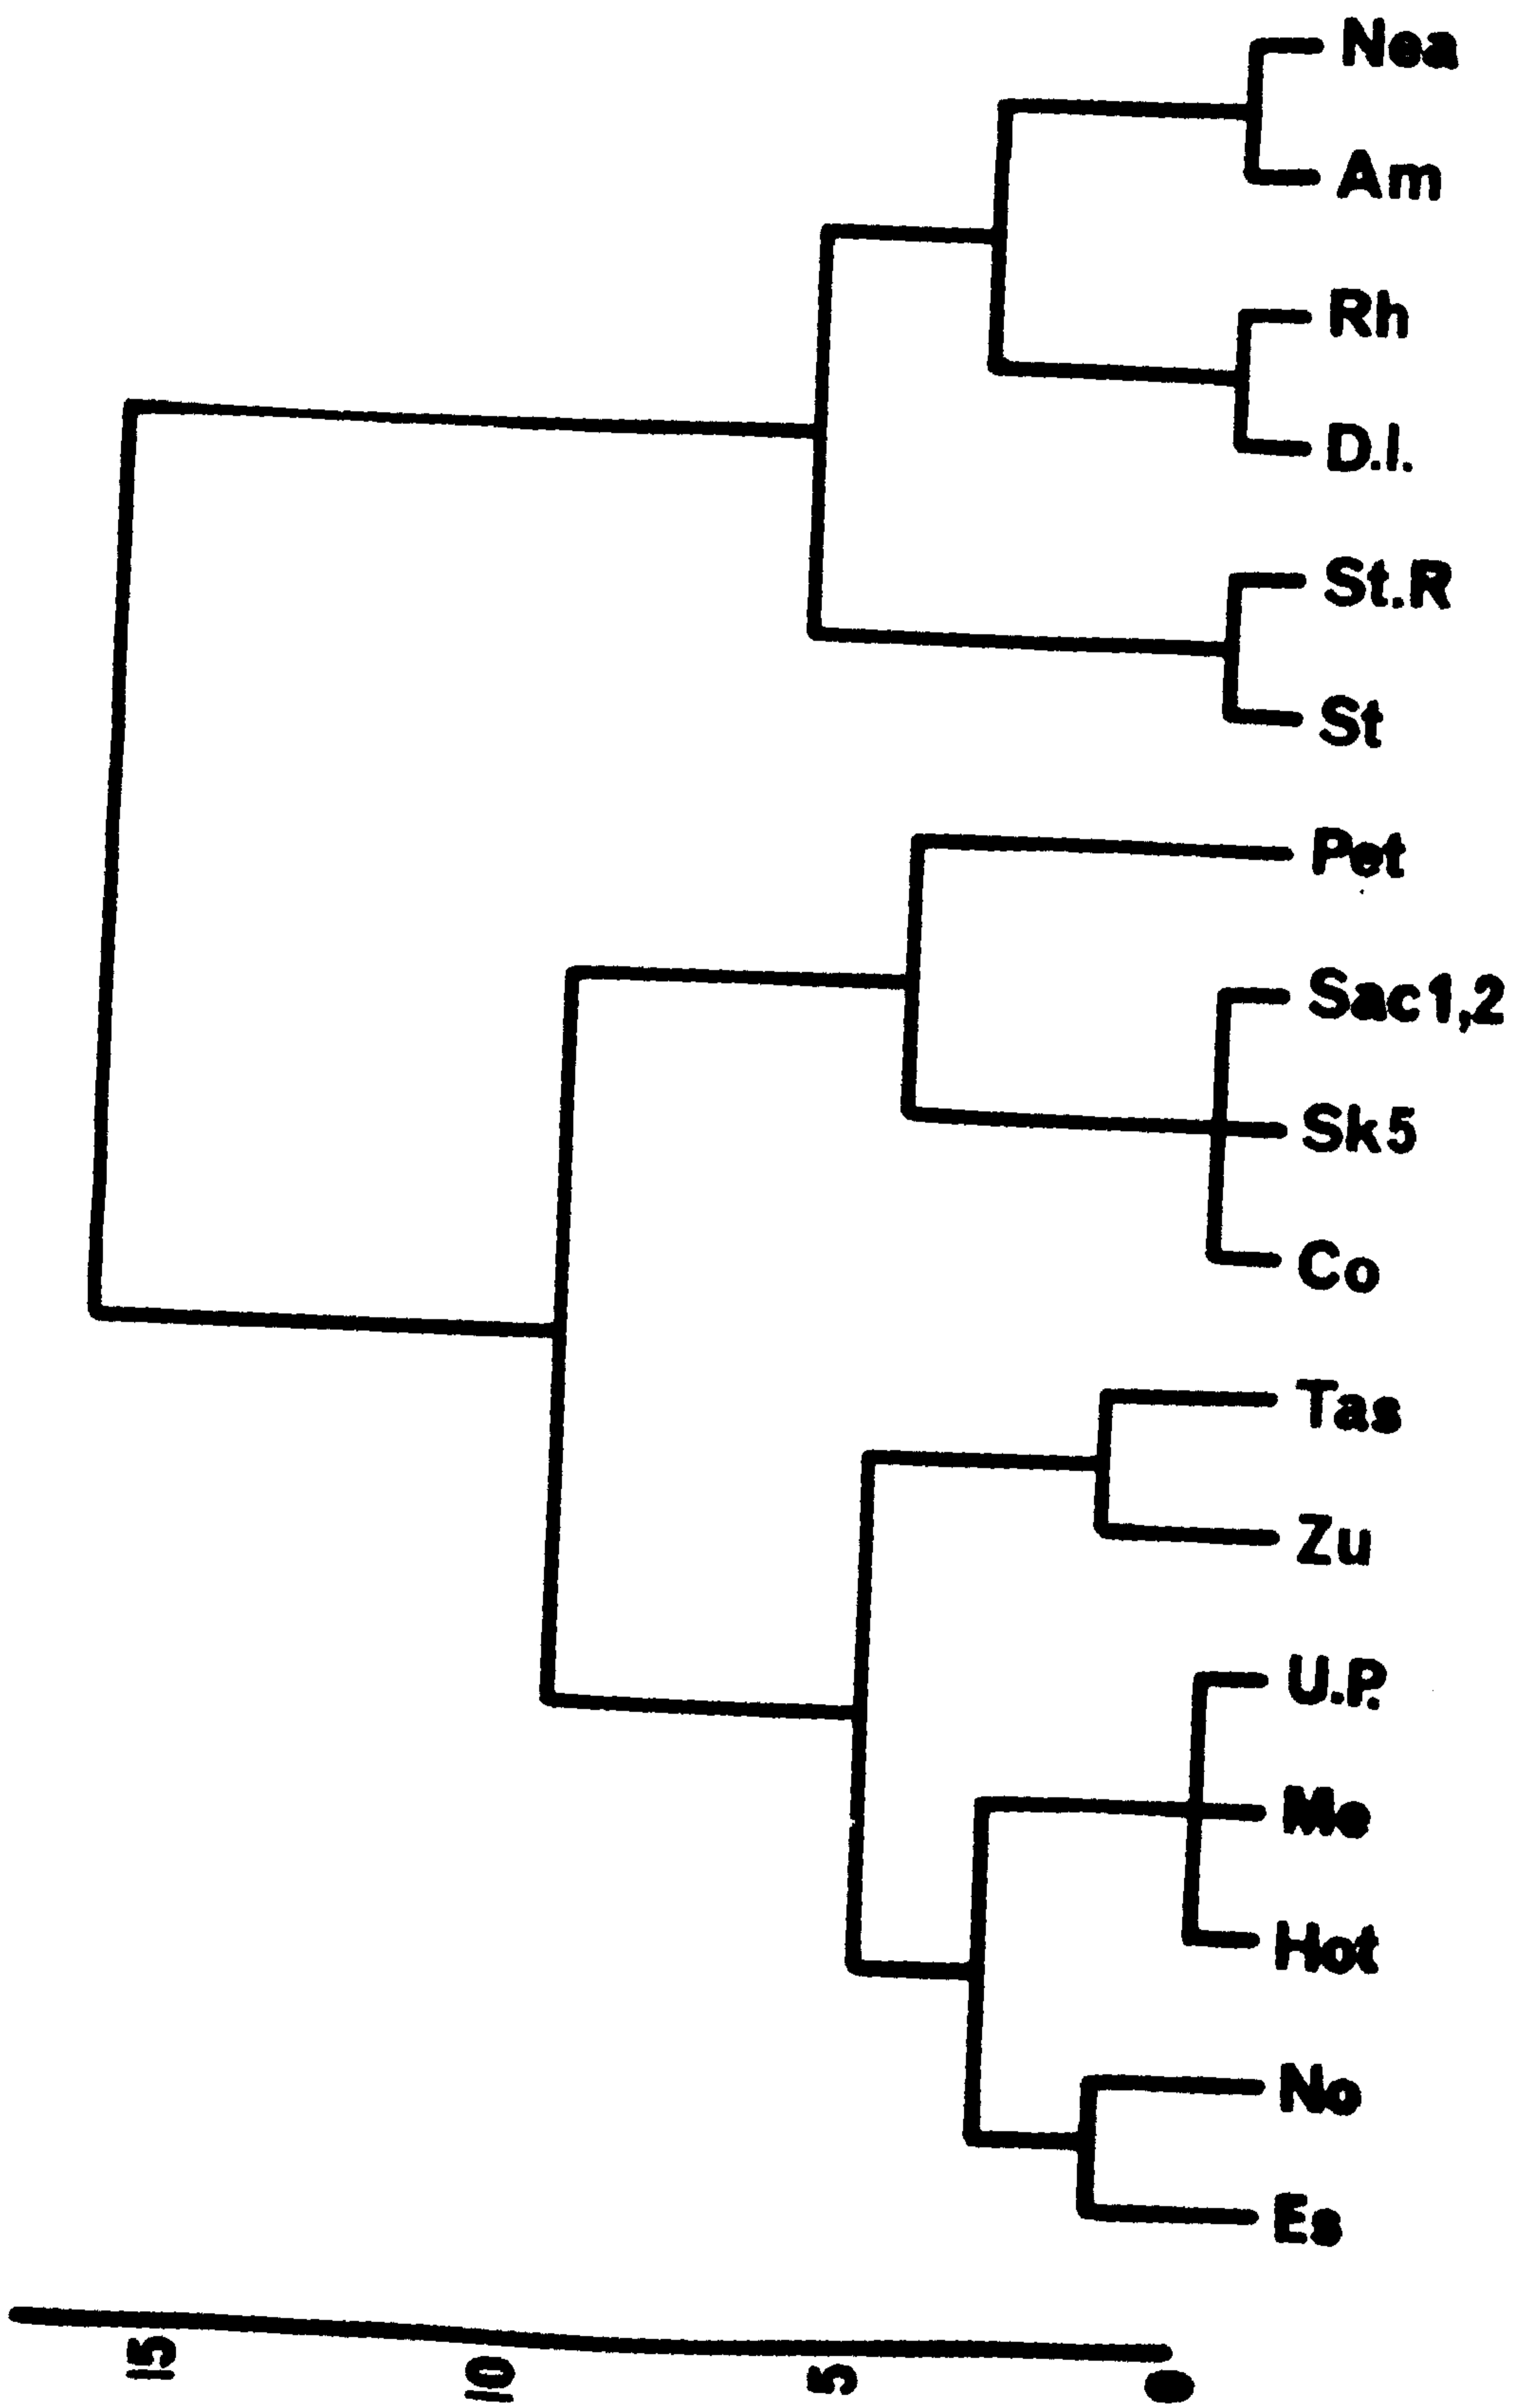 Nea
Am
Rh
D.I.
St.R
St
Pet
Sac1,2
Sk5
Co
Tas
Zu
U.P.
Me
Hot
No
Es
15
10
5
0